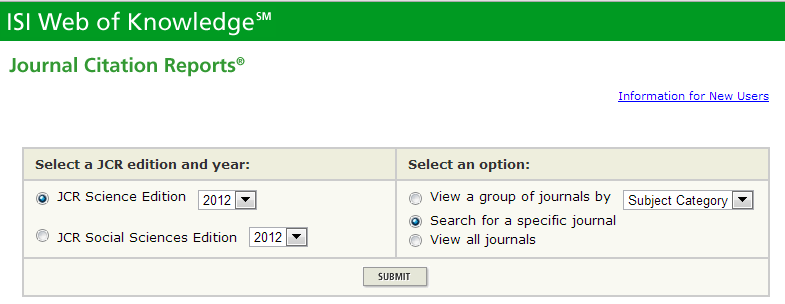 ISI Web of Knowledge℠
Journal Citation Reports®
Information for New Users
Select a JCR edition and year:
Select an option:
JCR Science Edition 2012
JCR Social Sciences Edition 2012
View a group of journals by Subject Category
Search for a specific journal
View all journals
SUBMIT